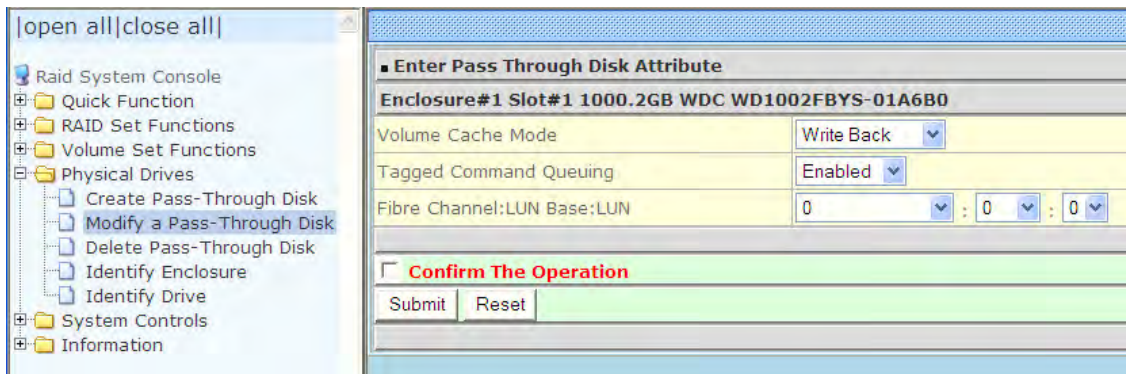 |open all|close all|
Raid System Console
Quick Function
RAID Set Functions
Volume Set Functions
Physical Drives
Create Pass-Through Disk
Modify a Pass-Through Disk
Delete Pass-Through Disk
Identify Enclosure
Identify Drive
System Controls
Information
Enter Pass Through Disk Attribute
Enclosure#1 Slot#1 1000.2GB WDC WD1002FBYS-01A6B0
Volume Cache Mode Write Back
Tagged Command Queuing Enabled
Fibre Channel:LUN Base:LUN 0 : 0 : 0
Confirm The Operation
Submit Reset